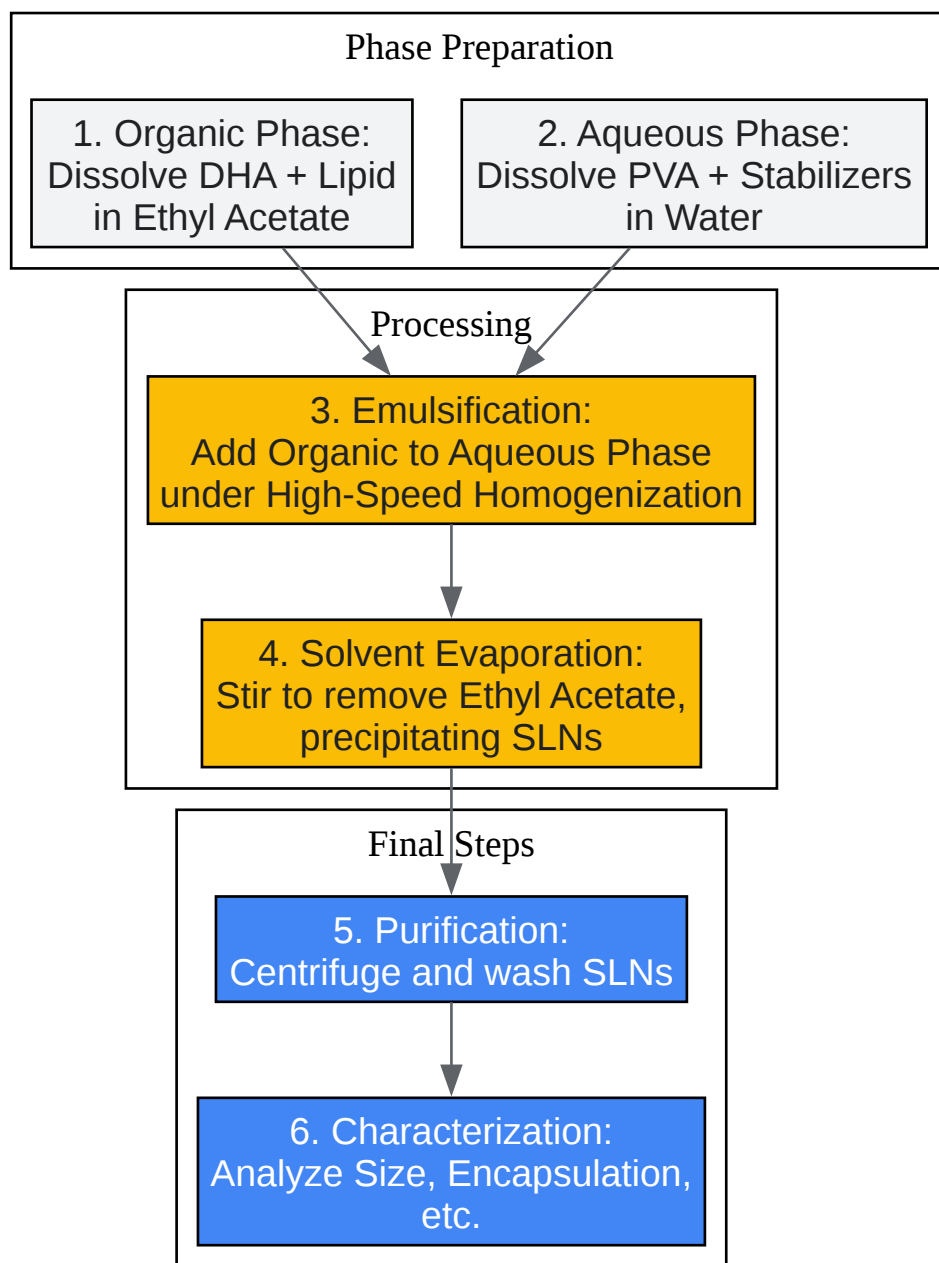 Phase Preparation
1. Organic Phase:
Dissolve DHA + Lipid
in Ethyl Acetate
2. Aqueous Phase:
Dissolve PVA + Stabilizers
in Water
Processing
3. Emulsification:
Add Organic to Aqueous Phase
under High-Speed Homogenization
4. Solvent Evaporation:
Stir to remove Ethyl Acetate,
precipitating SLNs
Final Steps
5. Purification:
Centrifuge and wash SLNs
6. Characterization:
Analyze Size, Encapsulation,
etc.